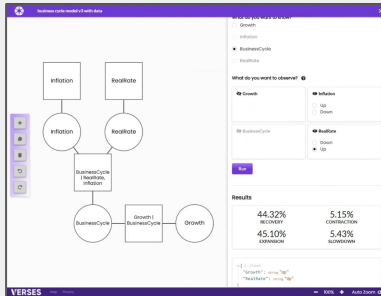 business cycle model v3 with data
What do you want to know?
Growth
Inflation
BusinessCycle
RealRate
What do you want to observe?
Growth
Inflation
Up
Down
BusinessCycle
RealRate
Down
Up
Run
Results
44.32%
RECOVERY
5.15%
CONTRACTION
45.10%
EXPANSION
5.43%
SLOWDOWN
"Growth": string "Up"
"RealRate": string "Up"
Inflation
RealRate
Inflation
RealRate
BusinessCycle
| RealRate,
Inflation
BusinessCycle
Growth |
BusinessCycle
Growth
VERSES
Privacy
100%
Auto Zoom